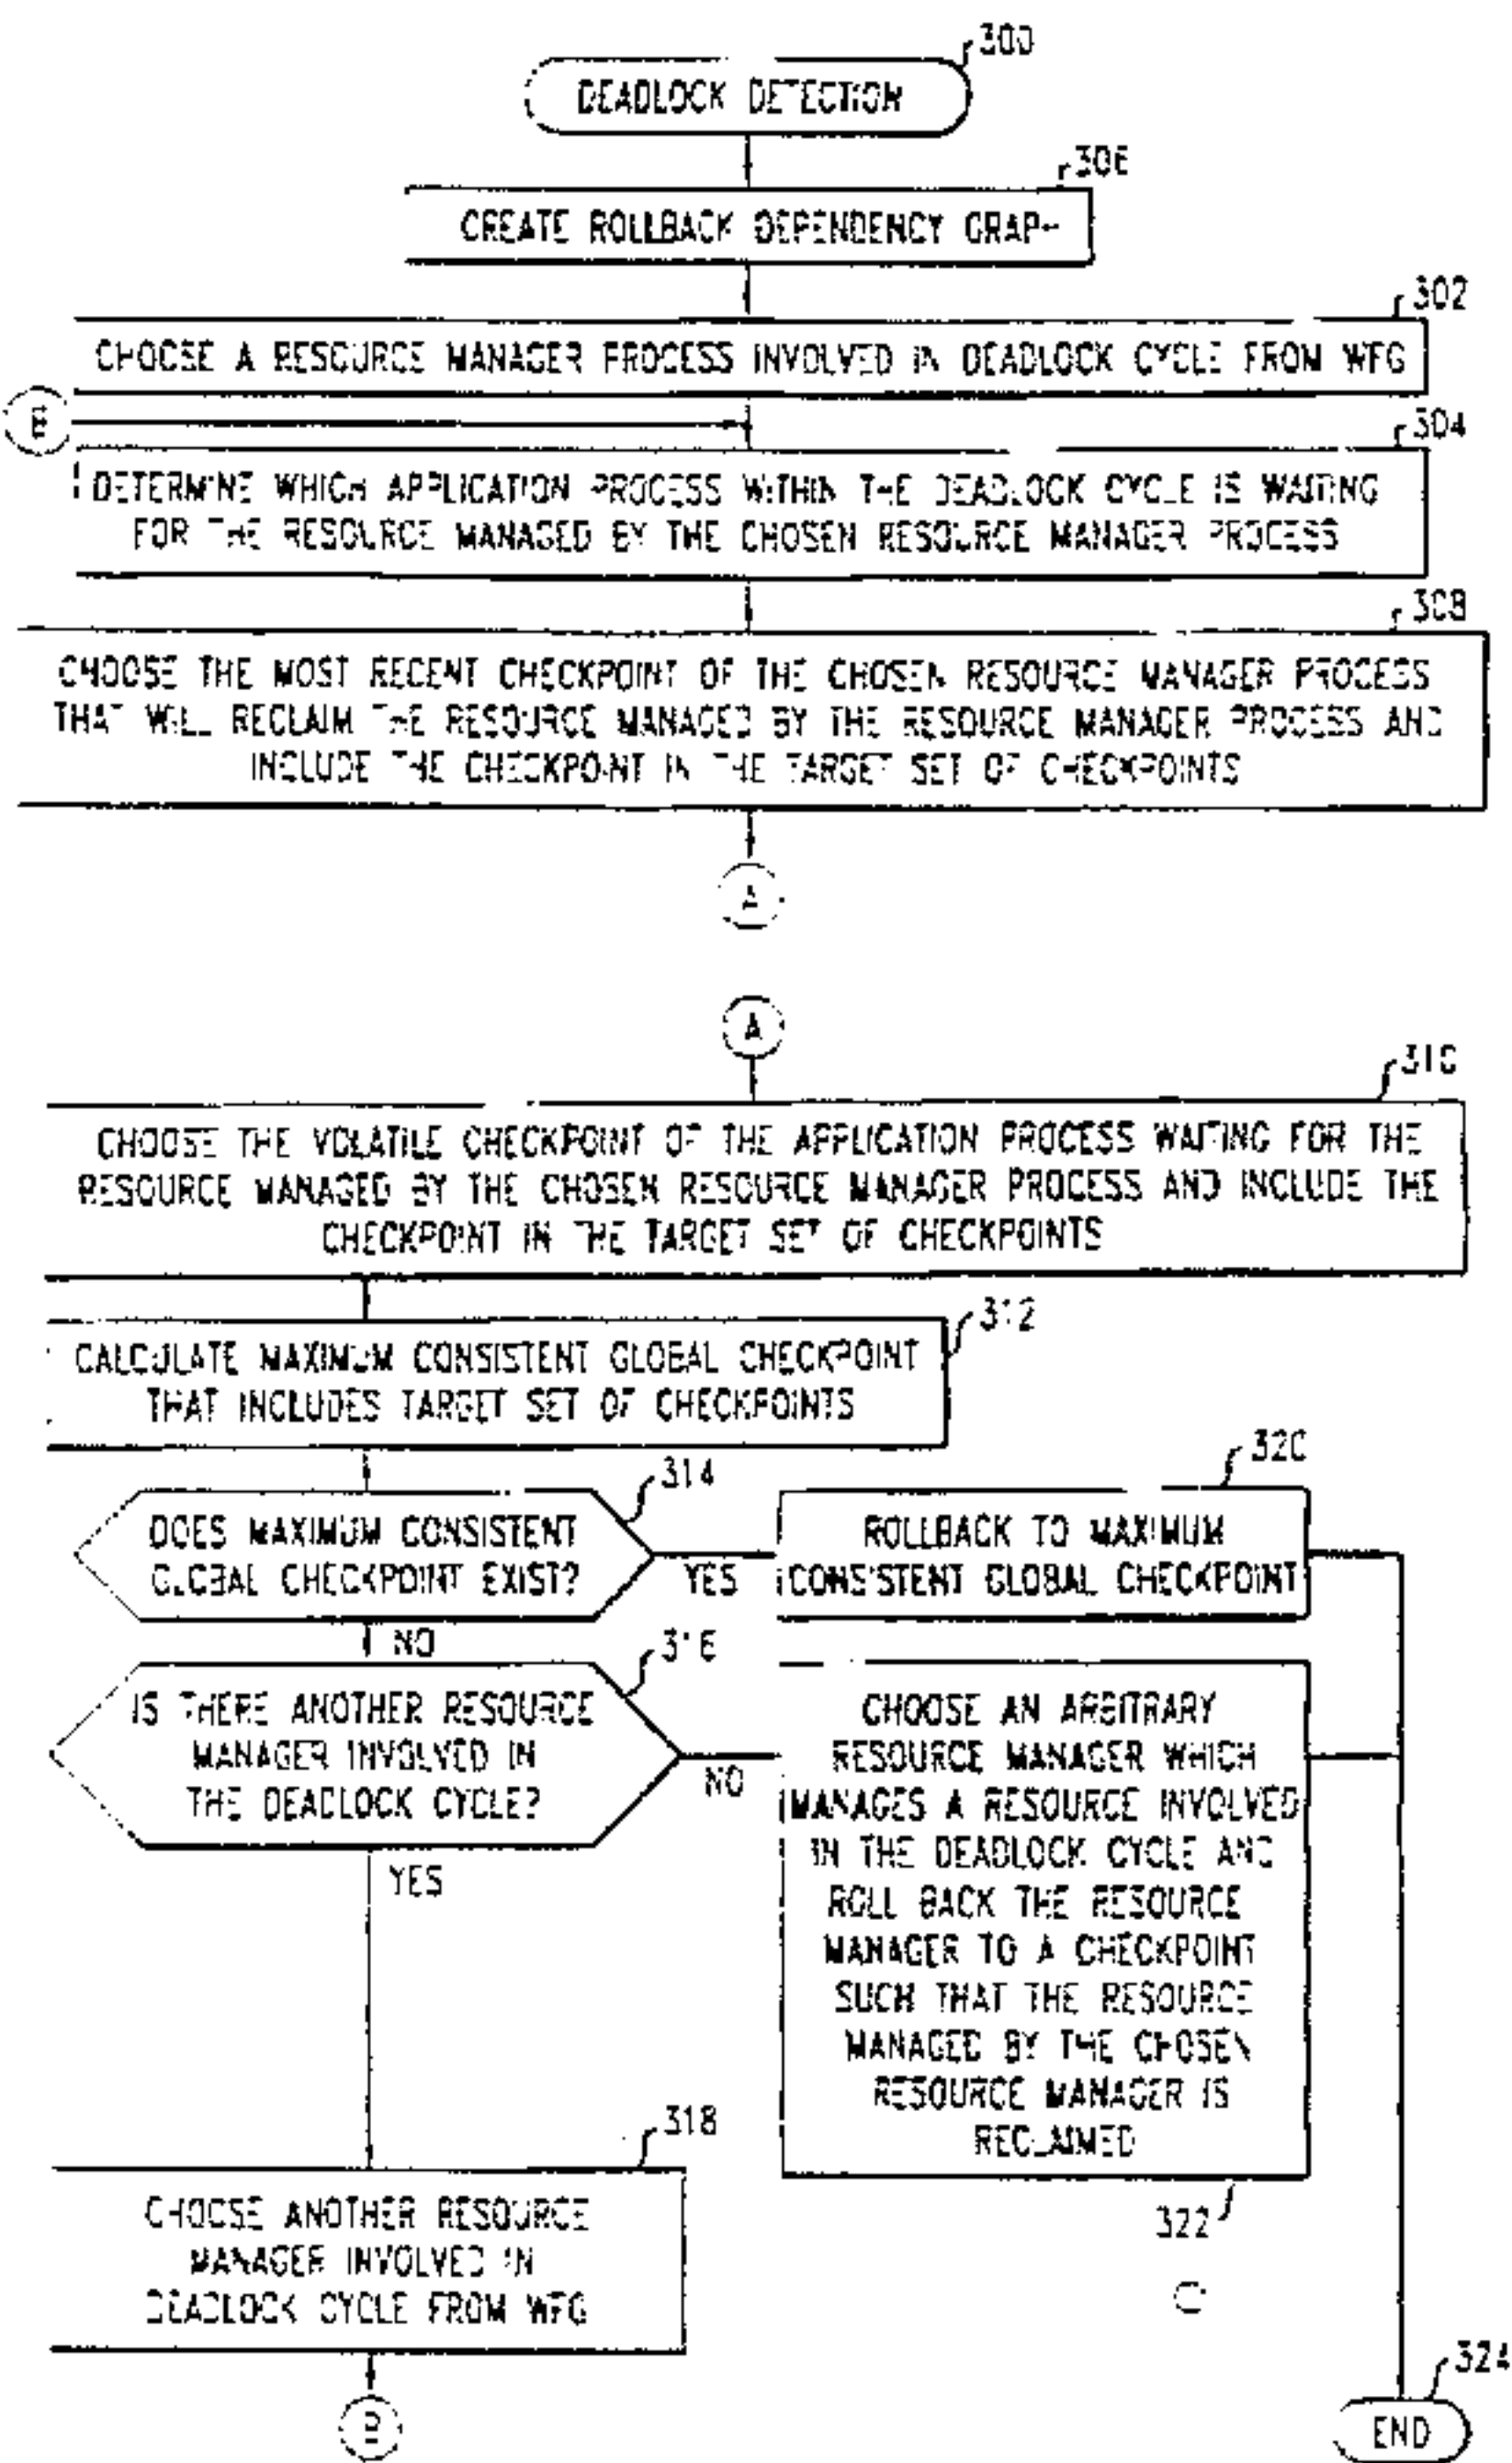 300
DEADLOCK DETECTION
306
CREATE ROLLBACK DEPENDENCY GRAPH
302
CHOOSE A RESOURCE MANAGER PROCESS INVOLVED IN DEADLOCK CYCLE FROM WFG
B
304
DETERMINE WHICH APPLICATION PROCESS WITHIN THE DEADLOCK CYCLE IS WAITING
FOR THE RESOURCE MANAGED BY THE CHOSEN RESOURCE MANAGER PROCESS
308
CHOOSE THE MOST RECENT CHECKPOINT OF THE CHOSEN RESOURCE MANAGER PROCESS
THAT WILL RECLAIM THE RESOURCE MANAGED BY THE RESOURCE MANAGER PROCESS AND
INCLUDE THE CHECKPOINT IN THE TARGET SET OF CHECKPOINTS
A
A
310
CHOOSE THE VOLATILE CHECKPOINT OF THE APPLICATION PROCESS WAITING FOR THE
RESOURCE MANAGED BY THE CHOSEN RESOURCE MANAGER PROCESS AND INCLUDE THE
CHECKPOINT IN THE TARGET SET OF CHECKPOINTS
312
CALCULATE MAXIMUM CONSISTENT GLOBAL CHECKPOINT
THAT INCLUDES TARGET SET OF CHECKPOINTS
314
DOES MAXIMUM CONSISTENT
GLOBAL CHECKPOINT EXIST?
YES
NO
320
ROLLBACK TO MAXIMUM
CONSISTENT GLOBAL CHECKPOINT
316
IS THERE ANOTHER RESOURCE
MANAGER INVOLVED IN
THE DEADLOCK CYCLE?
NO
YES
CHOOSE AN ARBITRARY
RESOURCE MANAGER WHICH
MANAGES A RESOURCE INVOLVED
IN THE DEADLOCK CYCLE AND
ROLL BACK THE RESOURCE
MANAGER TO A CHECKPOINT
SUCH THAT THE RESOURCE
MANAGED BY THE CHOSEN
RESOURCE MANAGER IS
RECLAIMED
322
318
CHOOSE ANOTHER RESOURCE
MANAGER INVOLVED IN
DEADLOCK CYCLE FROM WFG
B
324
END